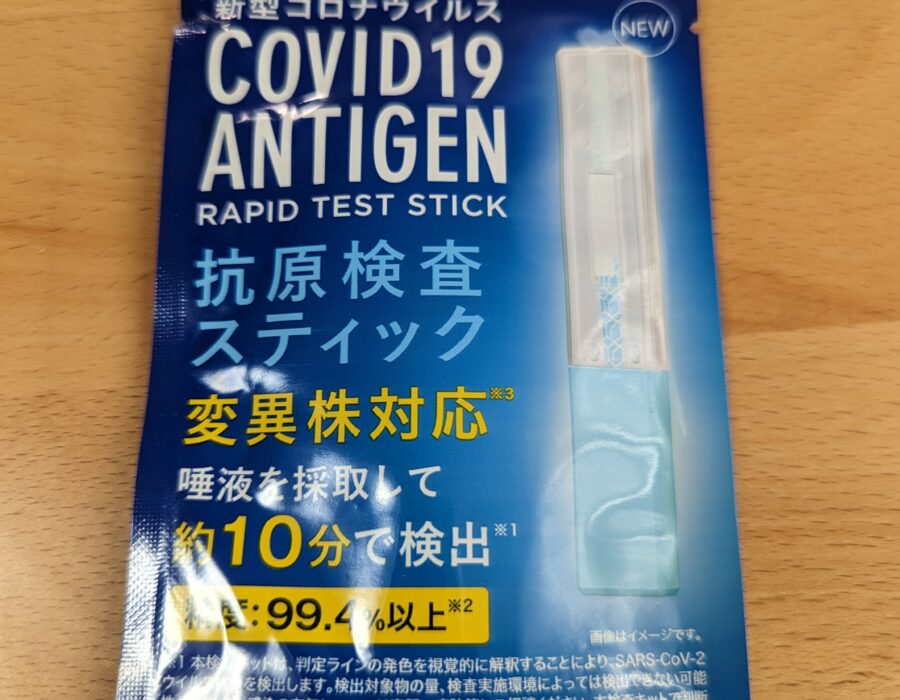 新型コロナウイルス
NEW
COVID19
ANTIGEN
RAPID TEST STICK
抗原検査
スティック
変異株対応※3
唾液を採取して
約10分で検出※1
精度:99.4%以上※2
画像はイメージです。
※1 本検査キットは、判定ラインの発色を視覚的に解釈することにより、SARS-CoV-2
を検出します。検出対象物の量、検査実施環境によっては検出できない可能